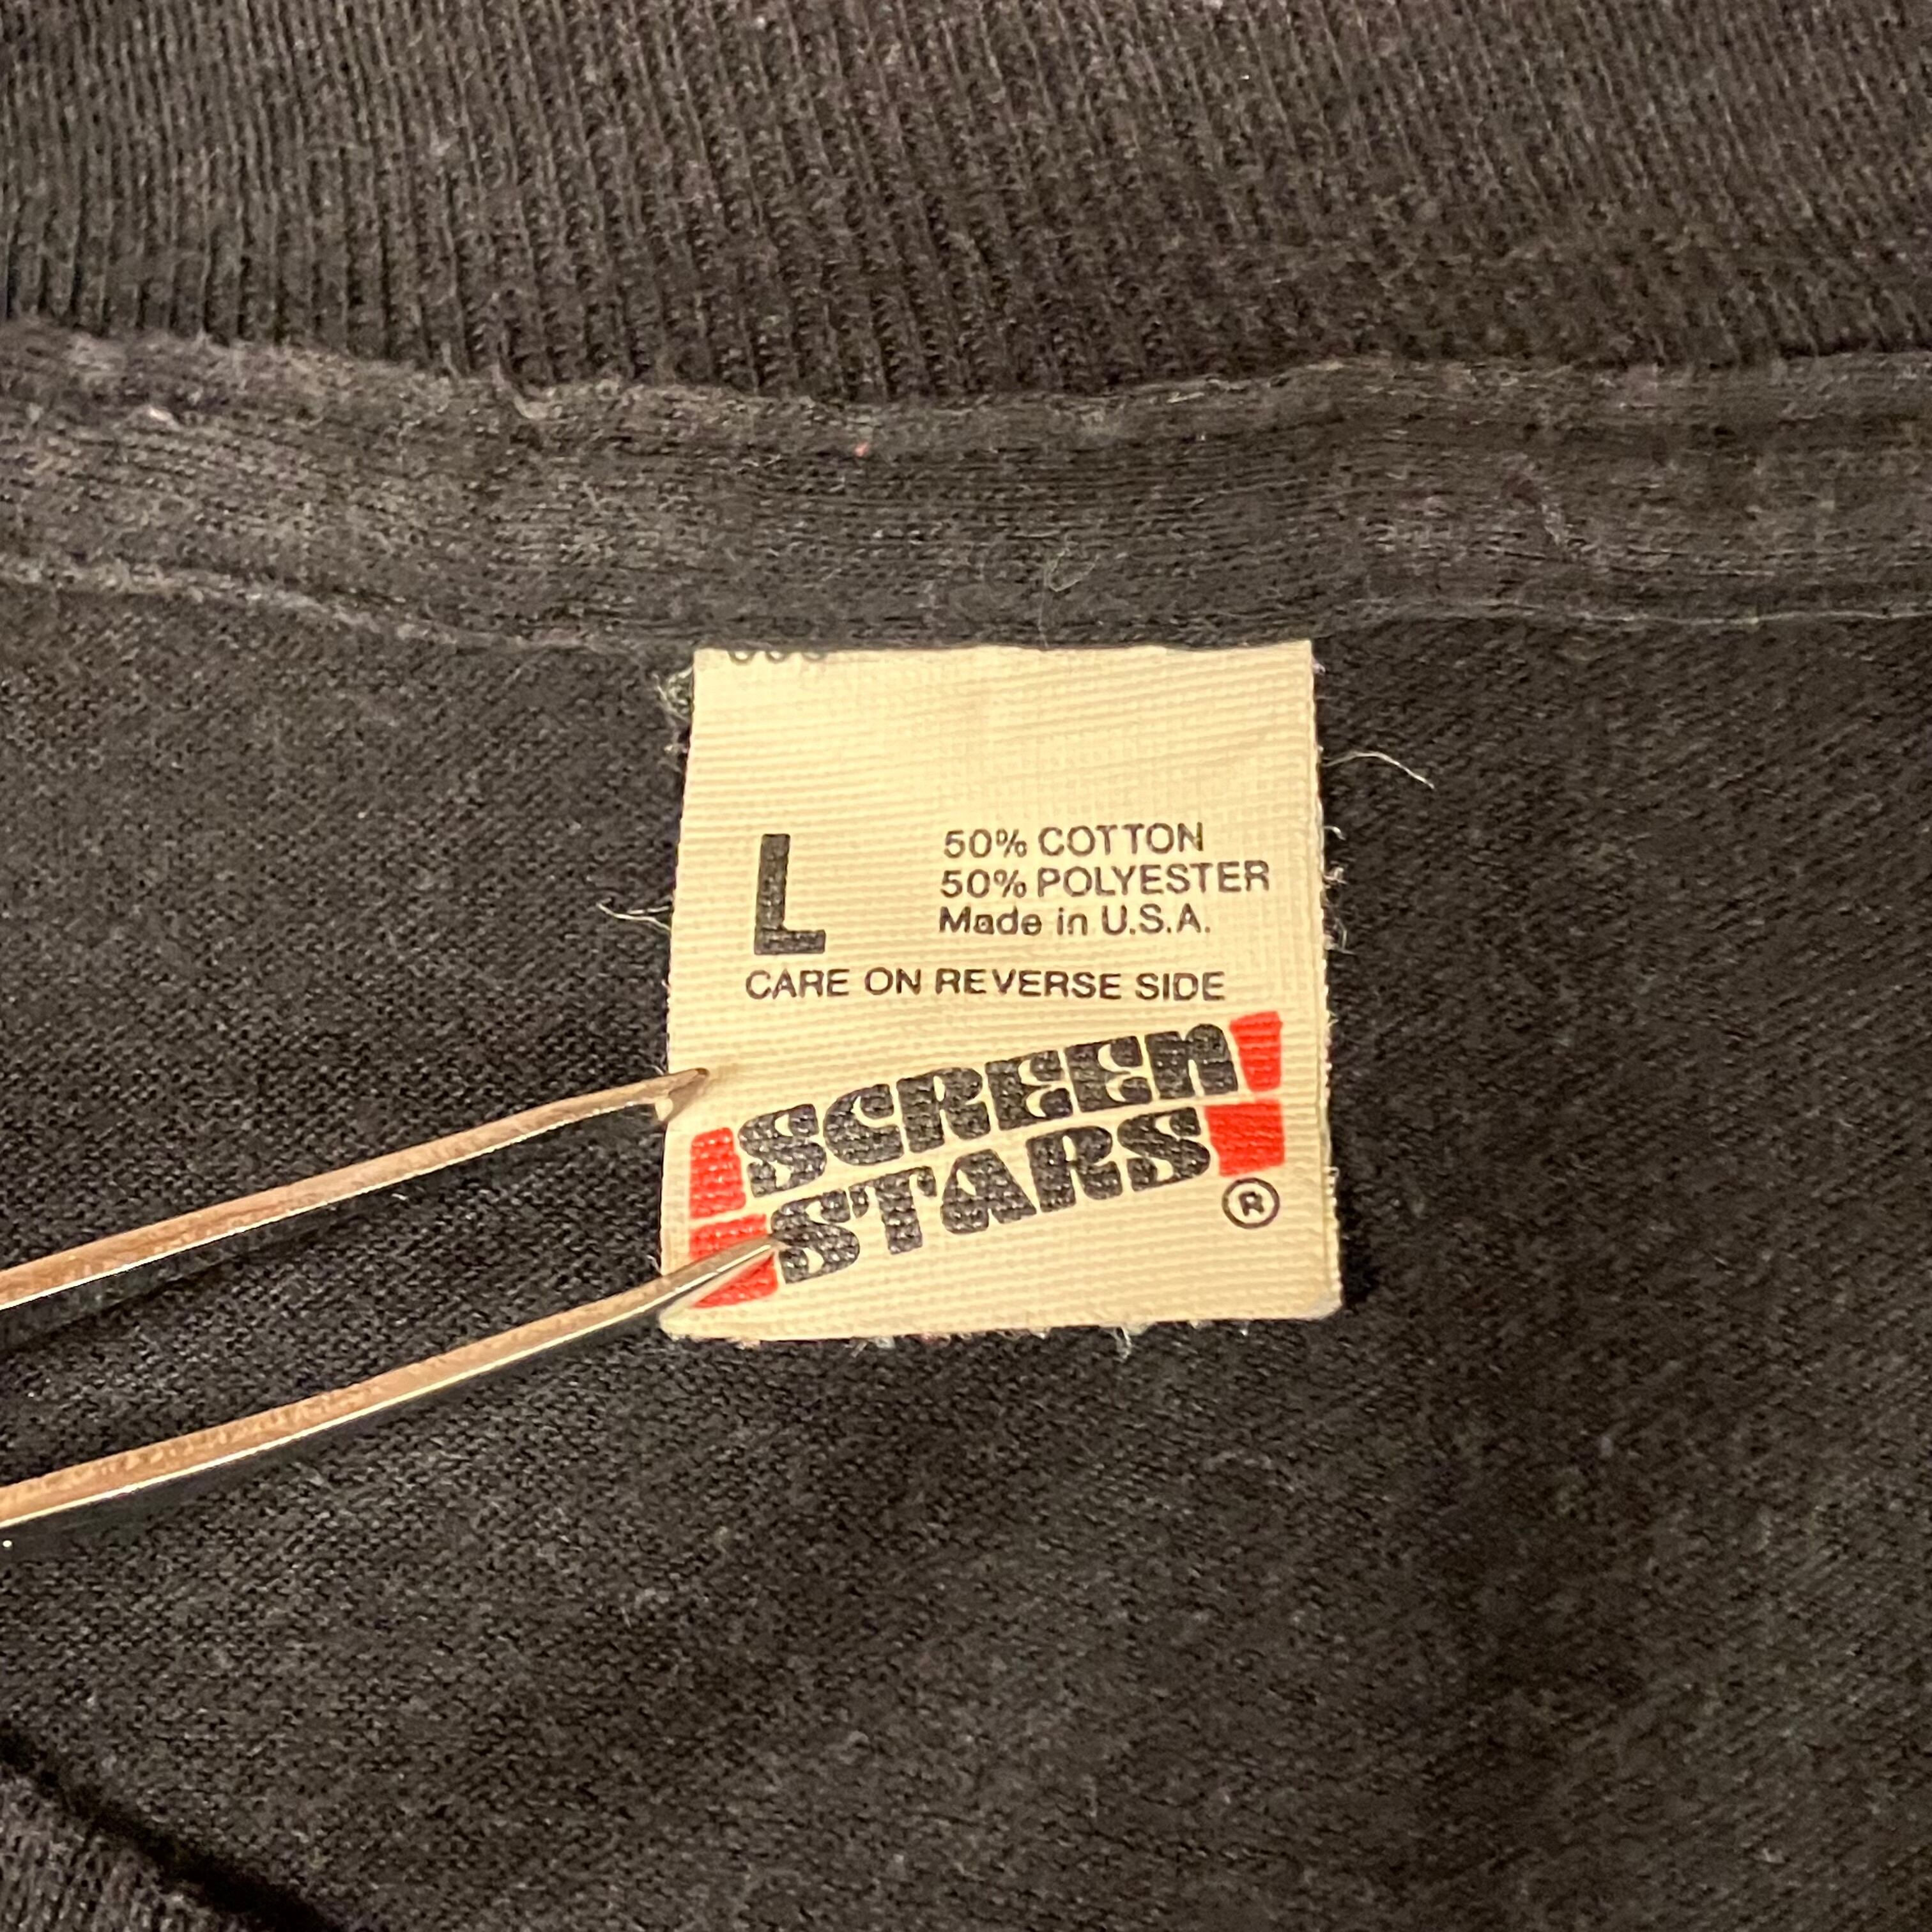 L
50% COTTON
50% POLYESTER
Made in U.S.A.
CARE ON REVERSE SIDE
SCREEN
STARS
®